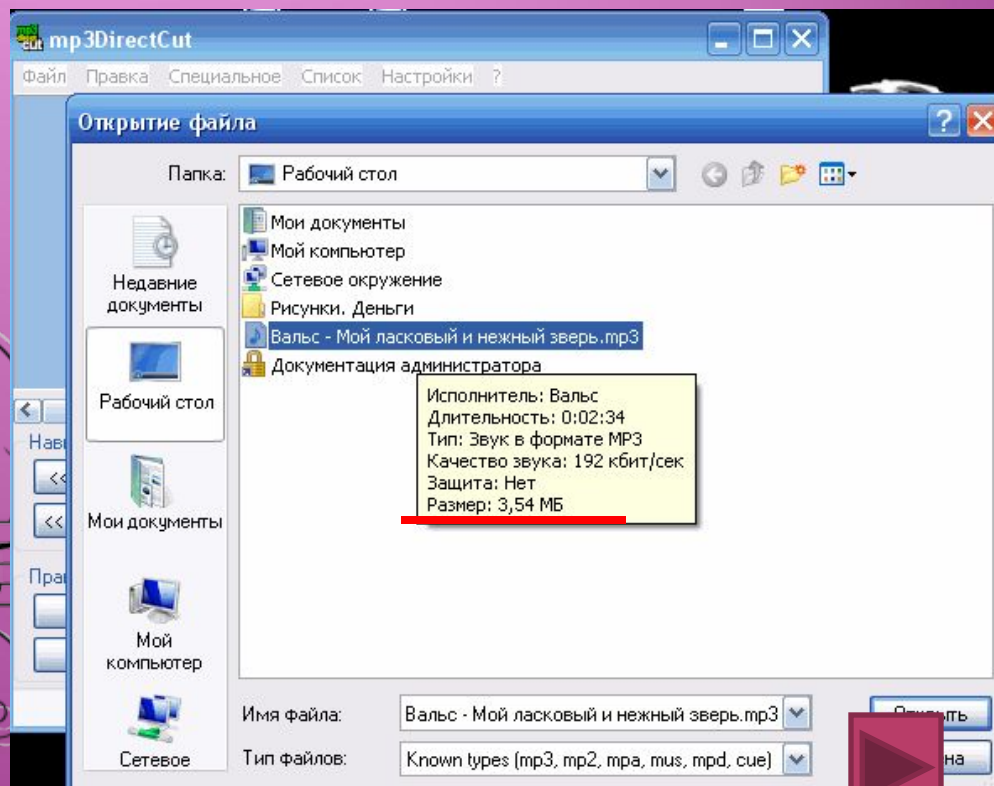 mp3DirectCut
Файл Правка Специальное Список Настройки ?
Открытие файла
Папка: Рабочий стол
Недавние документы
Рабочий стол
Мои документы
Мой компьютер
Сетевое
Мои документы
Мой компьютер
Сетевое окружение
Рисунки. Деньги
Вальс - Мой ласковый и нежный зверь.mp3
Документация администратора
Исполнитель: Вальс
Длительность: 0:02:34
Тип: Звук в формате MP3
Качество звука: 192 кбит/сек
Защита: Нет
Размер: 3,54 МБ
Имя файла: Вальс - Мой ласковый и нежный зверь.mp3
Тип файлов: Known types (mp3, mp2, mpa, mus, mpd, cue)